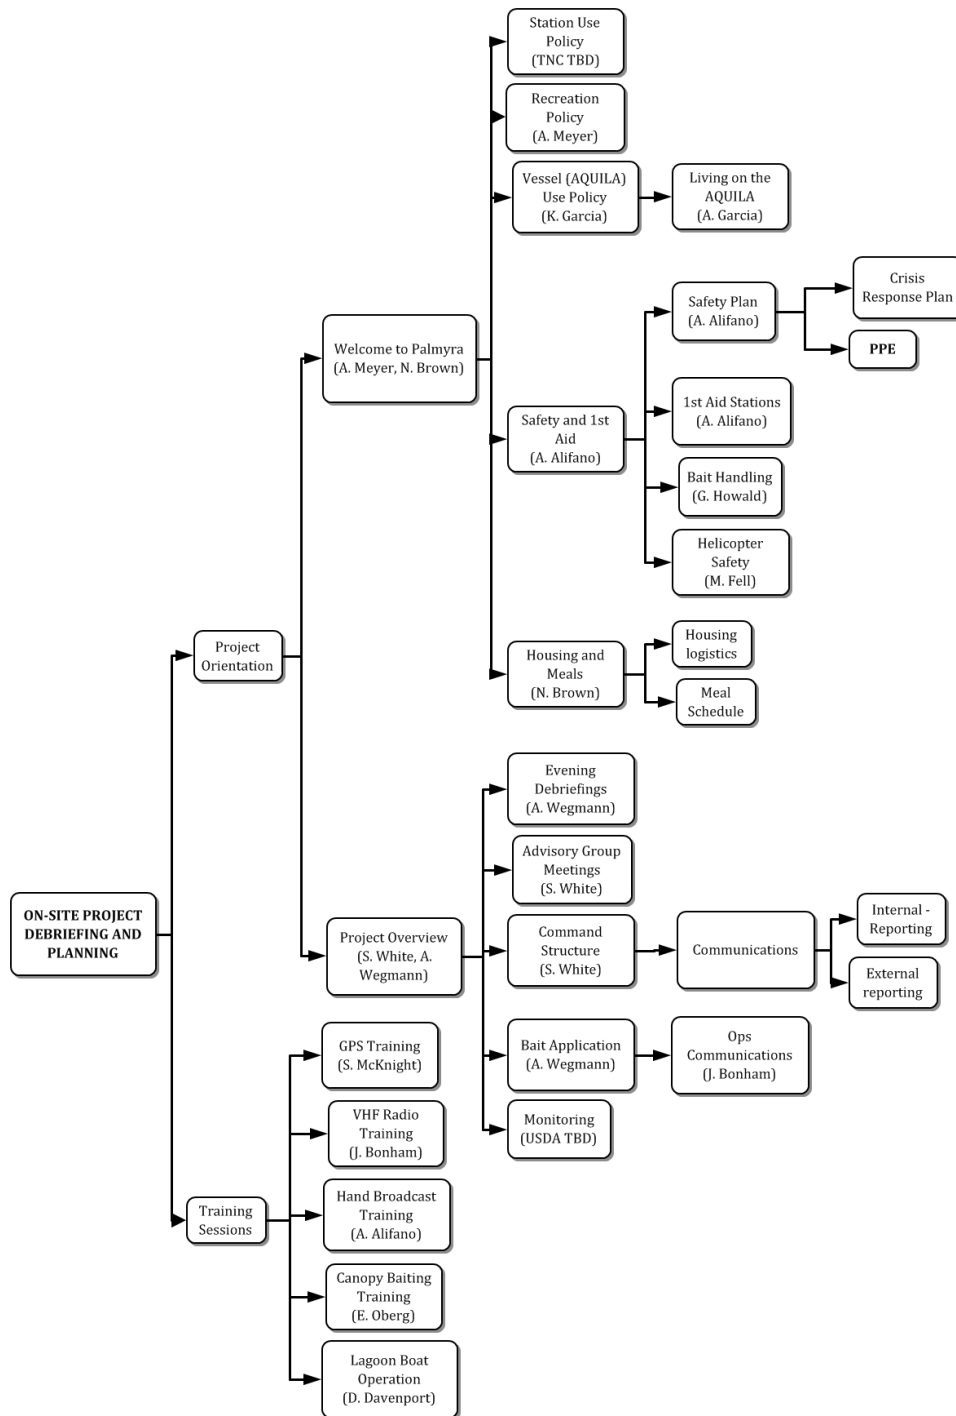 ON-SITE PROJECT
DEBRIEFING AND
PLANNING
Project
Orientation
Welcome to Palmyra
(A. Meyer, N. Brown)
Station Use
Policy
(TNC TBD)
Recreation
Policy
(A. Meyer)
Vessel (AQUILA)
Use Policy
(K. Garcia)
Living on the
AQUILA
(A. Garcia)
Safety and 1st
Aid
(A. Alifano)
Safety Plan
(A. Alifano)
Crisis
Response Plan
PPE
1st Aid Stations
(A. Alifano)
Bait Handling
(G. Howald)
Helicopter
Safety
(M. Fell)
Housing and
Meals
(N. Brown)
Housing
logistics
Meal
Schedule
Project Overview
(S. White, A.
Wegmann)
Evening
Debriefings
(A. Wegmann)
Advisory Group
Meetings
(S. White)
Command
Structure
(S. White)
Communications
Internal -
Reporting
External
reporting
Bait Application
(A. Wegmann)
Ops
Communications
(J. Bonham)
Monitoring
(USDA TBD)
Training
Sessions
GPS Training
(S. McKnight)
VHF Radio
Training
(J. Bonham)
Hand Broadcast
Training
(A. Alifano)
Canopy Baiting
Training
(E. Oberg)
Lagoon Boat
Operation
(D. Davenport)